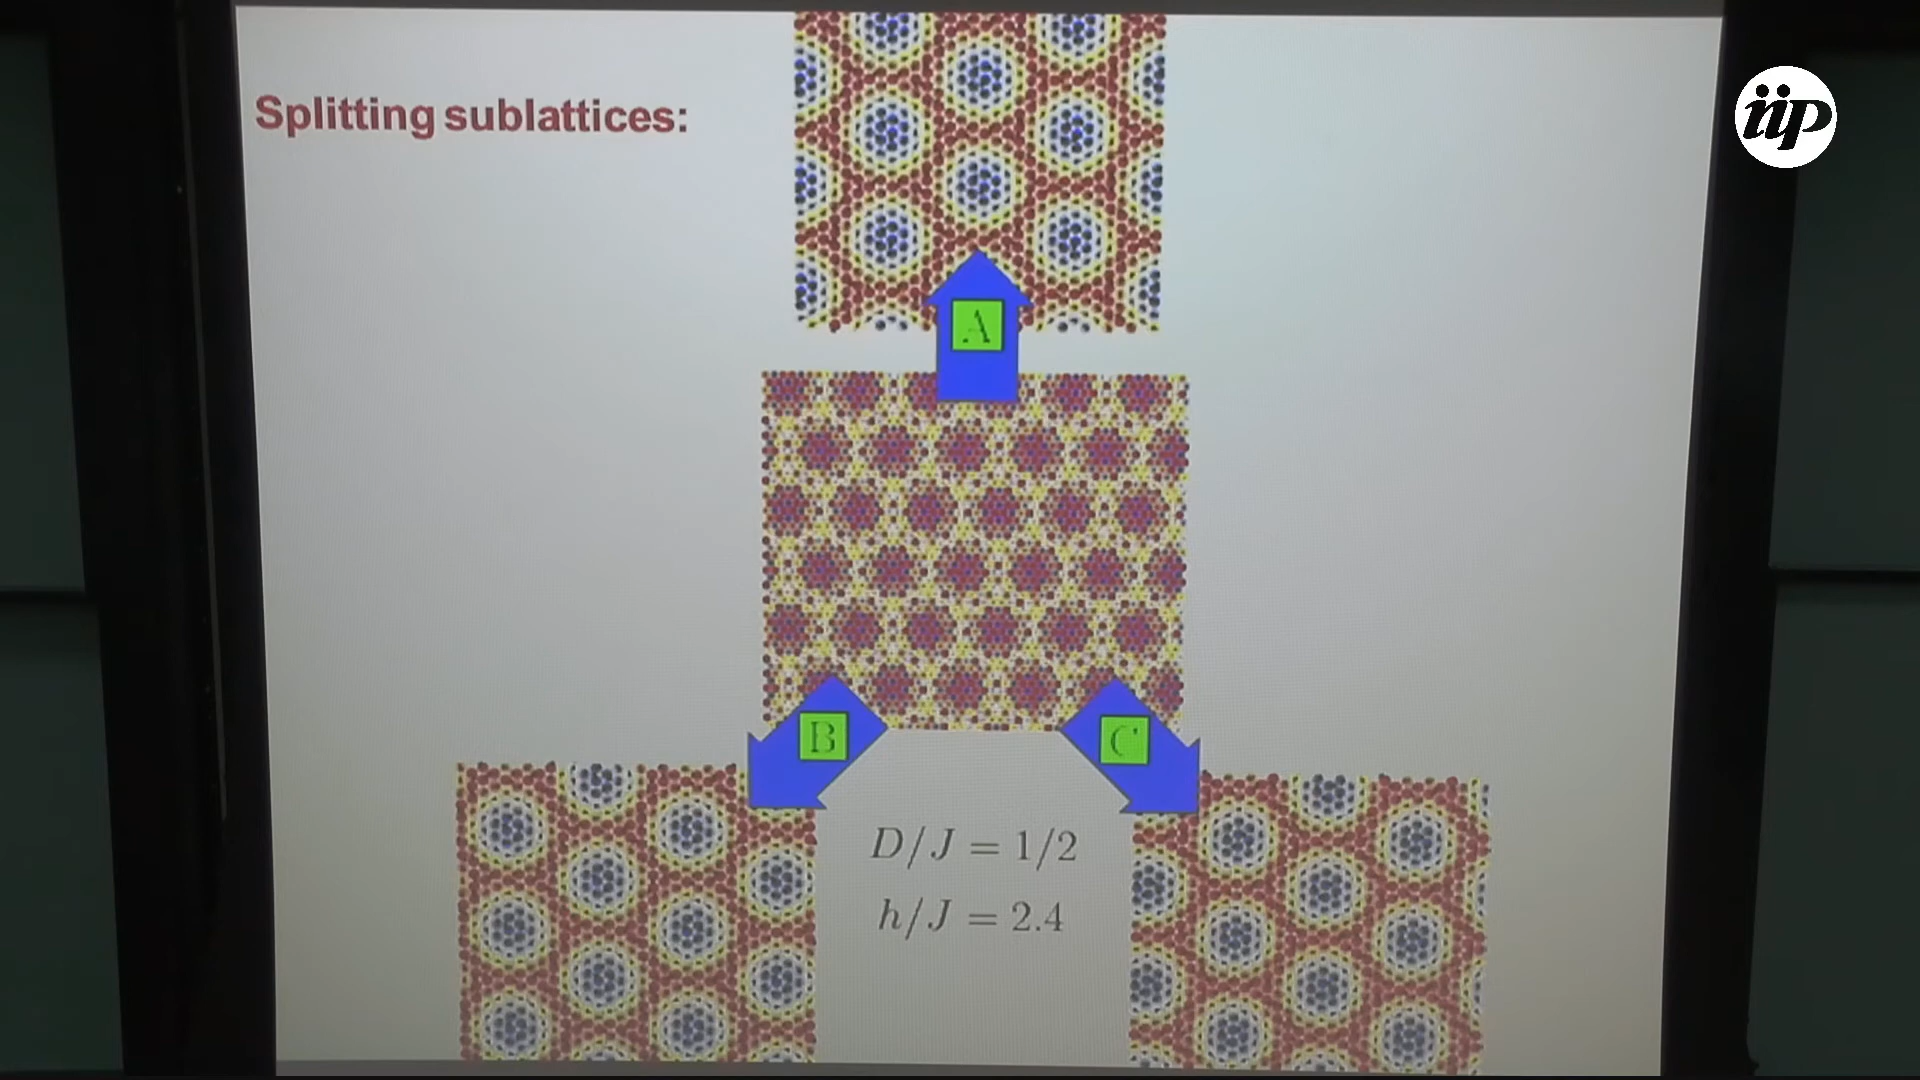 Splitting sublattices:
iip
A
B
C
D/J = 1/2
h/J = 2.4